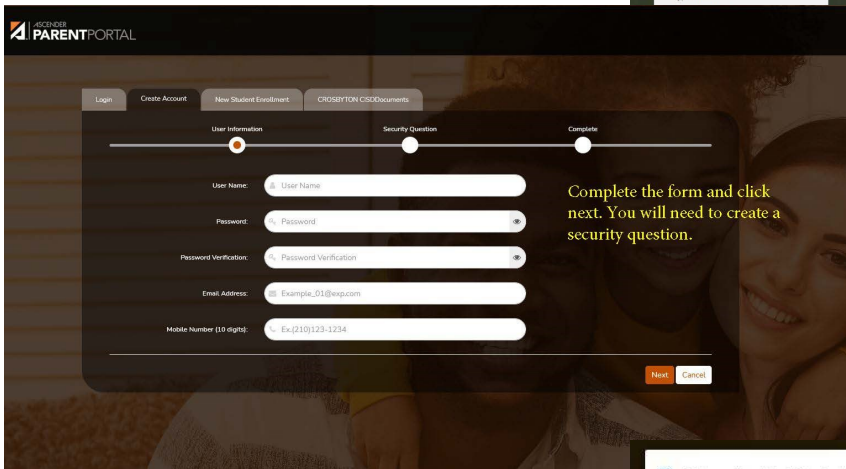 ASCENDER
PARENTPORTAL
Login Create Account New Student Enrollment CROSBYTON CISDDocuments
User Information Security Question Complete
User Name: User Name
Password: Password
Password Verification: Password Verification
Email Address: Example_01@exp.com
Mobile Number (10 digits): Ex.(210)123-1234
Complete the form and click
next. You will need to create a
security question.
Next Cancel